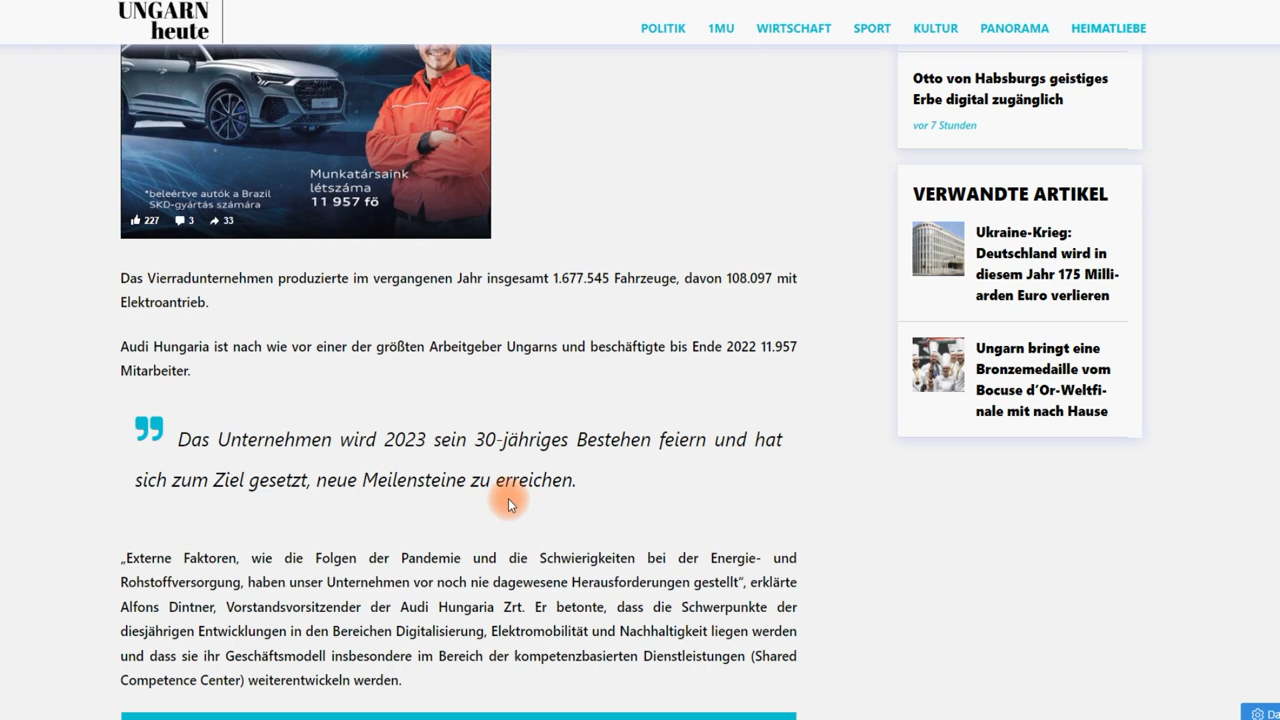 UNGARN
heute
POLITIK 1MU WIRTSCHAFT SPORT KULTUR PANORAMA HEIMATLIEBE
Munkatársaink
létszáma
11 957 fő
*beleértve autók a Brazil
SKD-gyártás számára
227 3 33
Das Vierradunternehmen produzierte im vergangenen Jahr insgesamt 1.677.545 Fahrzeuge, davon 108.097 mit
Elektroantrieb.
Audi Hungaria ist nach wie vor einer der größten Arbeitgeber Ungarns und beschäftigte bis Ende 2022 11.957
Mitarbeiter.
Das Unternehmen wird 2023 sein 30-jähriges Bestehen feiern und hat
sich zum Ziel gesetzt, neue Meilensteine zu erreichen.
„Externe Faktoren, wie die Folgen der Pandemie und die Schwierigkeiten bei der Energie- und
Rohstoffversorgung, haben unser Unternehmen vor noch nie dagewesene Herausforderungen gestellt“, erklärte
Alfons Dintner, Vorstandsvorsitzender der Audi Hungaria Zrt. Er betonte, dass die Schwerpunkte der
diesjährigen Entwicklungen in den Bereichen Digitalisierung, Elektromobilität und Nachhaltigkeit liegen werden
und dass sie ihr Geschäftsmodell insbesondere im Bereich der kompetenzbasierten Dienstleistungen (Shared
Competence Center) weiterentwickeln werden.
Otto von Habsburgs geistiges
Erbe digital zugänglich
vor 7 Stunden
VERWANDTE ARTIKEL
Ukraine-Krieg:
Deutschland wird in
diesem Jahr 175 Milli-
arden Euro verlieren
Ungarn bringt eine
Bronzemedaille vom
Bocuse d’Or-Weltfi-
nale mit nach Hause